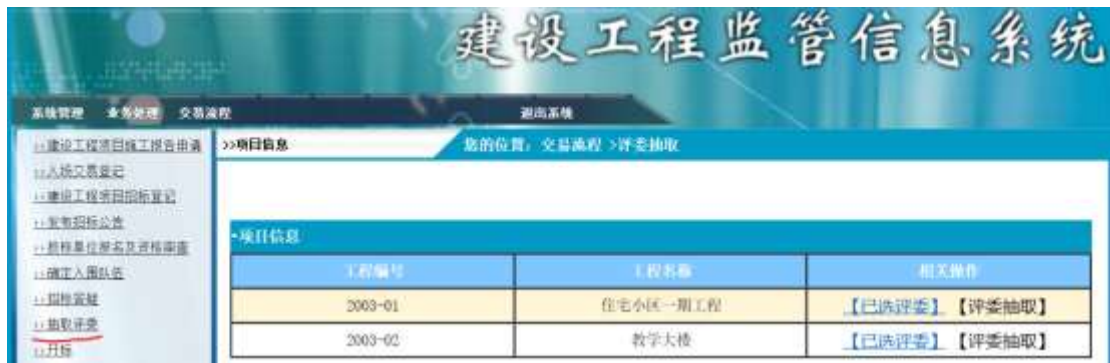 建设工程监管信息系统
系统管理 业务处理 交易流程 退出系统
>>项目信息 您的位置：交易流程 >评委抽取
>>建设工程项目施工报告申请
>>入场交易登记
>>建设工程项目招标登记
>>发布招标公告
>>投标单位报名及资格审查
>>确定入围队伍
>>招标答疑
>>抽取评委
>>开标
·项目信息
工程编号 工程名称 相关操作
2003-01 住宅小区一期工程 【已选评委】 【评委抽取】
2003-02 教学大楼 【已选评委】 【评委抽取】